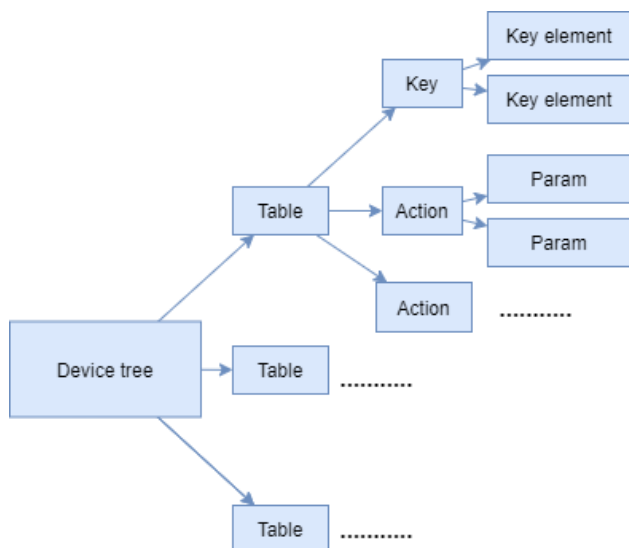 Key element
Key
Key element
Param
Table
Action
Param
Action
...........
Device tree
Table
...........
Table
...........